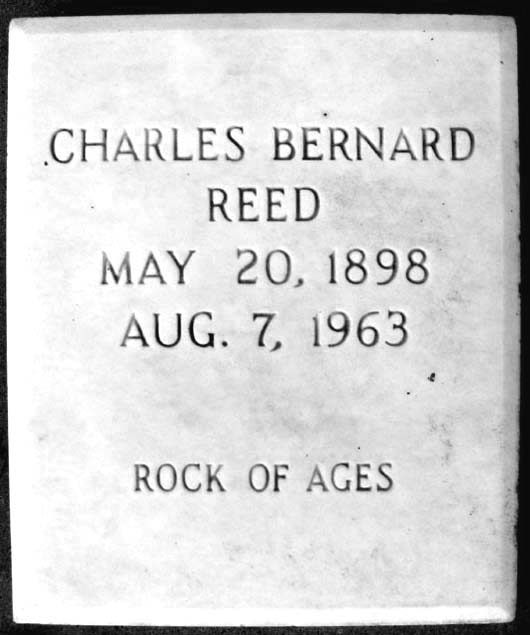 CHARLES BERNARD
REED
MAY 20, 1898
AUG. 7, 1963
ROCK OF AGES